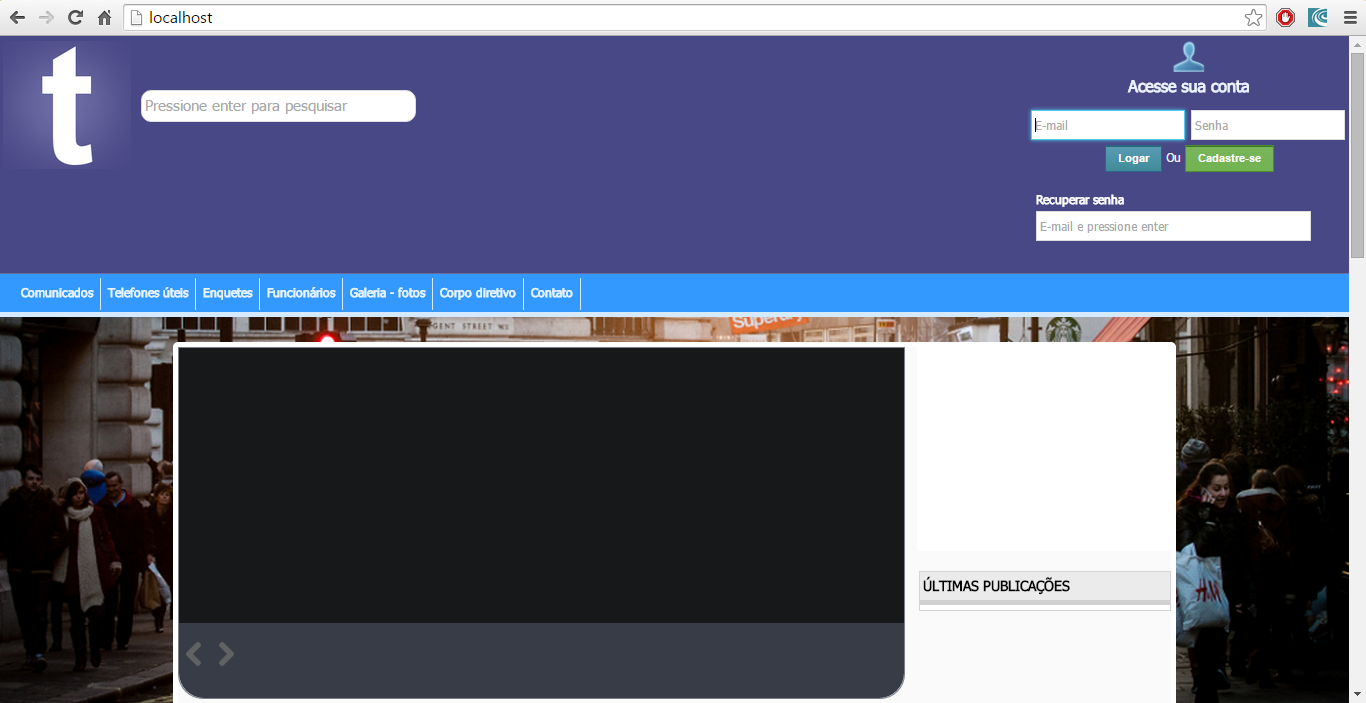 localhost
t
Pressione enter para pesquisar
Acesse sua conta
E-mail
Senha
Logar Ou Cadastre-se
Recuperar senha
E-mail e pressione enter
Comunicados Telefones úteis Enquetes Funcionários Galeria - fotos Corpo diretivo Contato
GENT STREET W1
H&M
ÚLTIMAS PUBLICAÇÕES